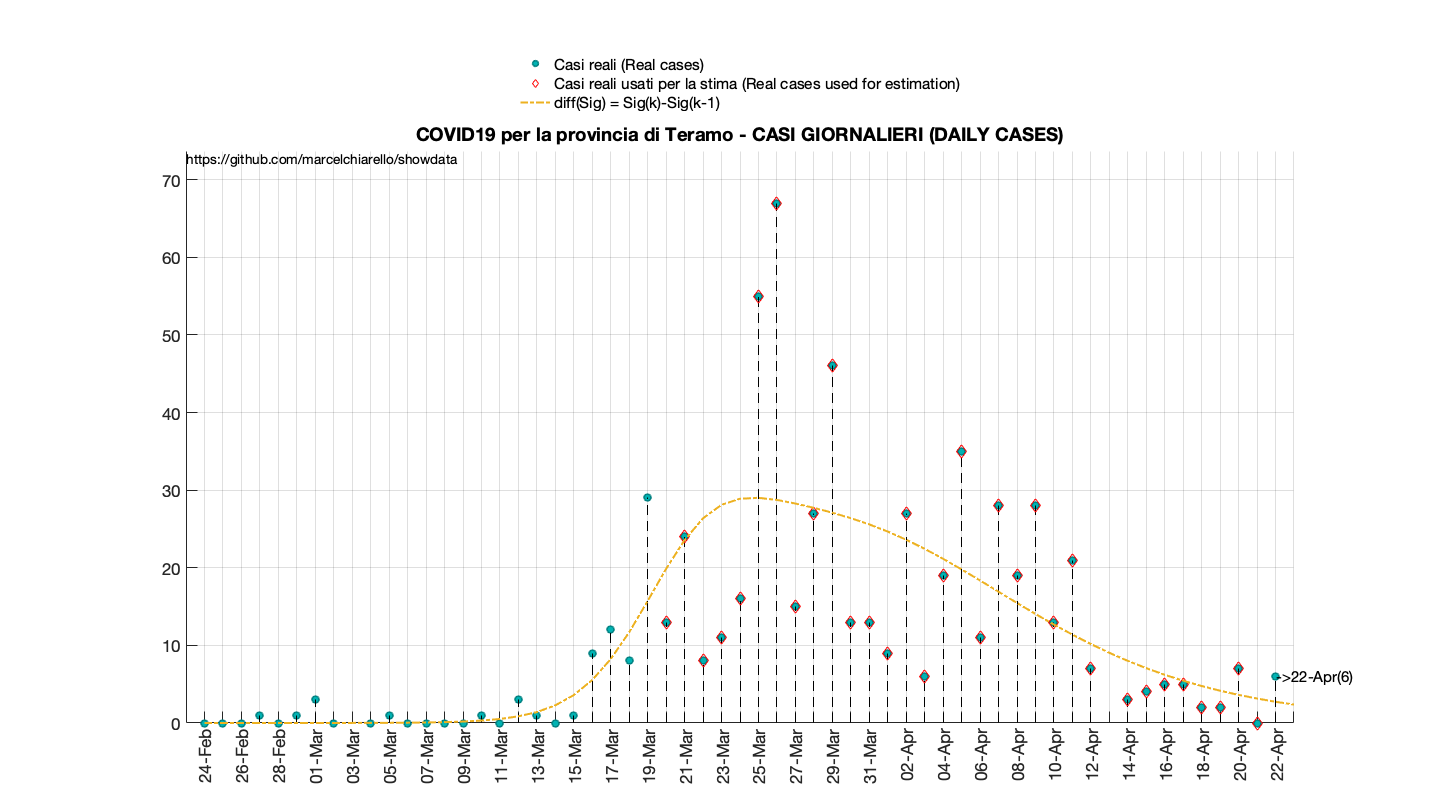 Casi reali (Real cases)
Casi reali usati per la stima (Real cases used for estimation)
diff(Sig) = Sig(k)-Sig(k-1)
COVID19 per la provincia di Teramo - CASI GIORNALIERI (DAILY CASES)
https://github.com/marcelchiarello/showdata
70
60
50
40
30
20
10
0
->22-Apr(6)
24-Feb
26-Feb
28-Feb
01-Mar
03-Mar
05-Mar
07-Mar
09-Mar
11-Mar
13-Mar
15-Mar
17-Mar
19-Mar
21-Mar
23-Mar
25-Mar
27-Mar
29-Mar
31-Mar
02-Apr
04-Apr
06-Apr
08-Apr
10-Apr
12-Apr
14-Apr
16-Apr
18-Apr
20-Apr
22-Apr